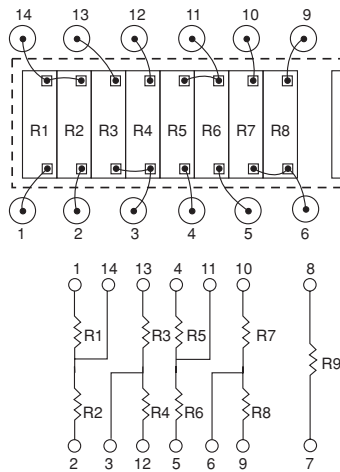 14 13 12 11 10 9
R1 R2 R3 R4 R5 R6 R7 R8
1 2 3 4 5 6
1 14 13 4 11 10 8
R1 R3 R5 R7
R9
R2 R4 R6 R8
2 3 12 5 6 9 7